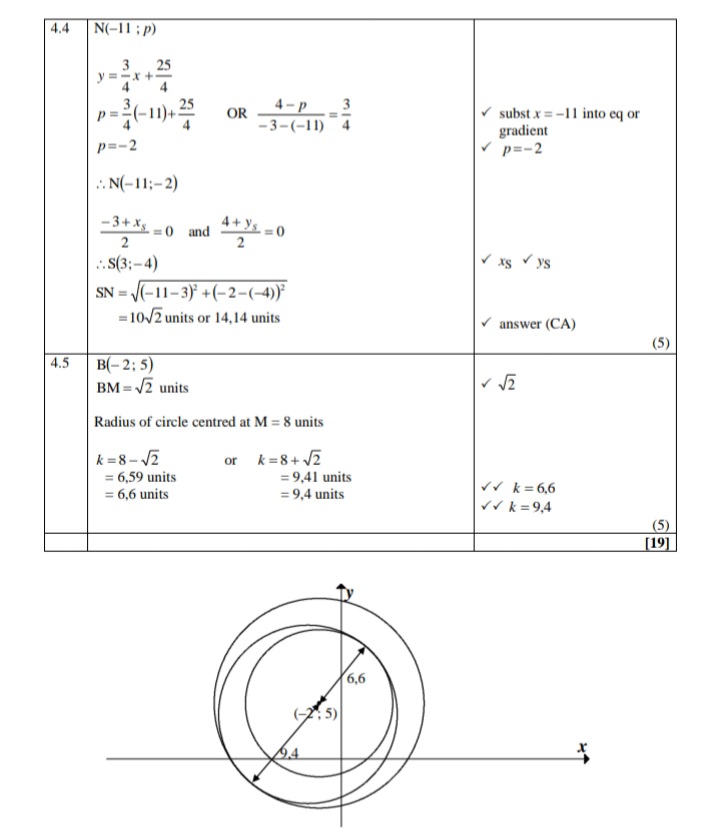 4.4 N(−11 ; p)
y = 3/4 x + 25/4
p = 3/4 (−11) + 25/4 OR (4 − p)/(−3 − (−11)) = 3/4
✓ subst x = −11 into eq or
gradient
p = −2
✓ p = −2
∴ N(−11; −2)
(−3 + x_S)/2 = 0 and (4 + y_S)/2 = 0
∴ S(3; −4)
✓ x_S ✓ y_S
SN = √((−11 − 3)² + (−2 − (−4))²)
= 10√2 units or 14,14 units
✓ answer (CA)
(5)
4.5 B(−2; 5)
BM = √2 units
✓ √2
Radius of circle centred at M = 8 units
k = 8 − √2 or k = 8 + √2
= 6,59 units = 9,41 units
= 6,6 units = 9,4 units
✓✓ k = 6,6
✓✓ k = 9,4
(5)
[19]
y
6,6
(−2 ; 5)
9,4
x